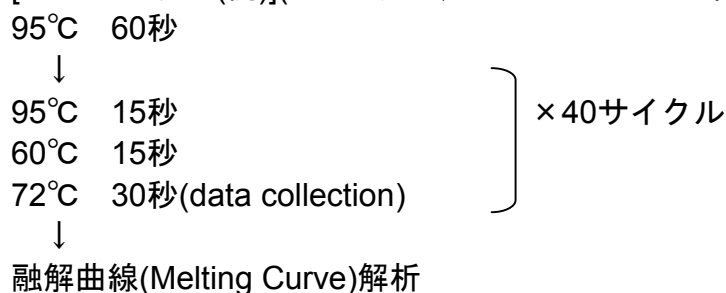 95℃ 60秒
↓
95℃ 15秒
60℃ 15秒
72℃ 30秒(data collection)
×40サイクル
↓
融解曲線(Melting Curve)解析